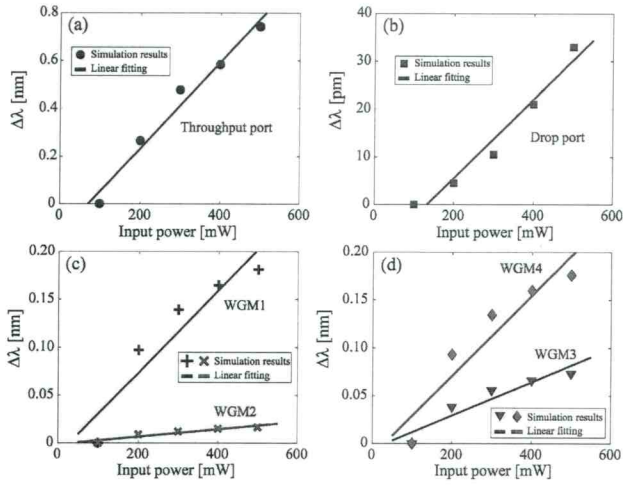 (a)
0.8
0.6
0.4
0.2
0
Δλ [nm]
Simulation results
Linear fitting
Throughput port
0 200 400 600
Input power [mW]
(b)
40
30
20
10
0
Δλ [pm]
Simulation results
Linear fitting
Drop port
0 200 400 600
Input power [mW]
(c)
0.20
0.15
0.10
0.05
0
Δλ [nm]
WGM1
Simulation results
Linear fitting
WGM2
0 200 400 600
Input power [mW]
(d)
0.20
0.15
0.10
0.05
0
Δλ [nm]
WGM4
WGM3
Simulation results
Linear fitting
0 200 400 600
Input power [mW]